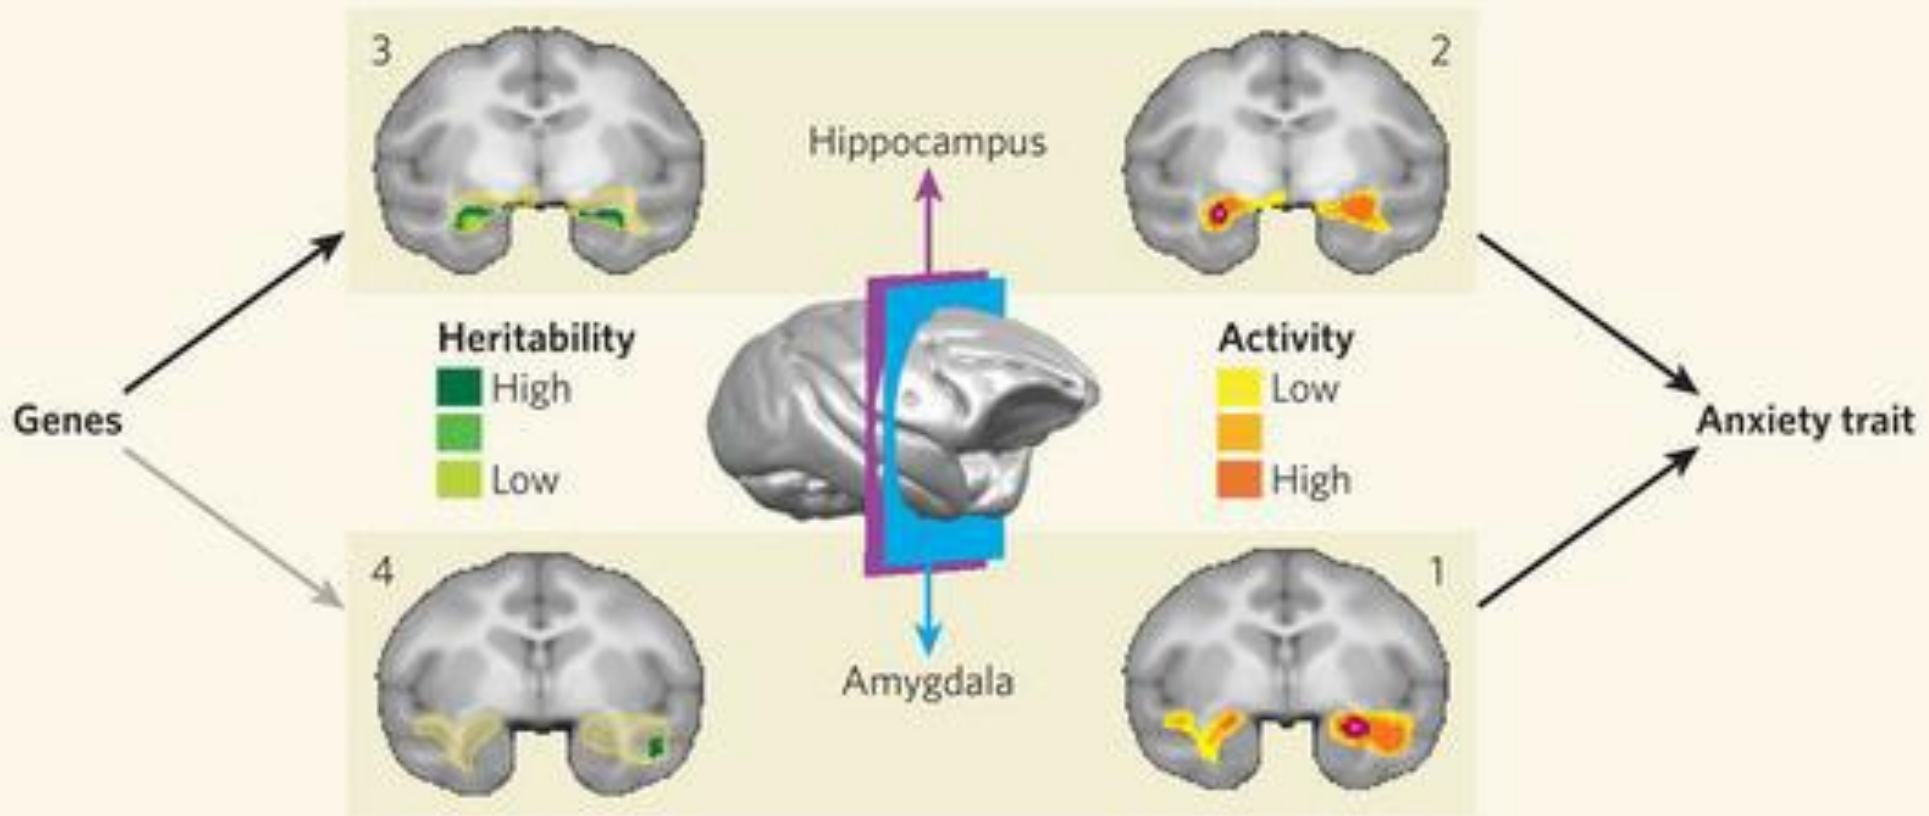 3
2
Hippocampus
Heritability
High
Low
Activity
Low
High
Genes
Anxiety trait
4
1
Amygdala